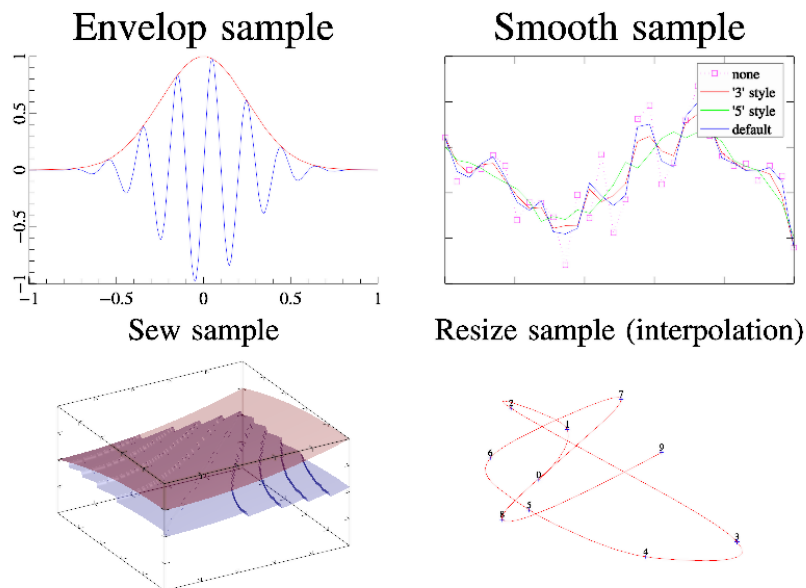 Envelop sample
Smooth sample
1
0.5
0
−0.5
−1
−1
−0.5
0
0.5
1
none
'3' style
'5' style
default
Sew sample
Resize sample (interpolation)
7
2
1
9
6
0
5
8
3
4